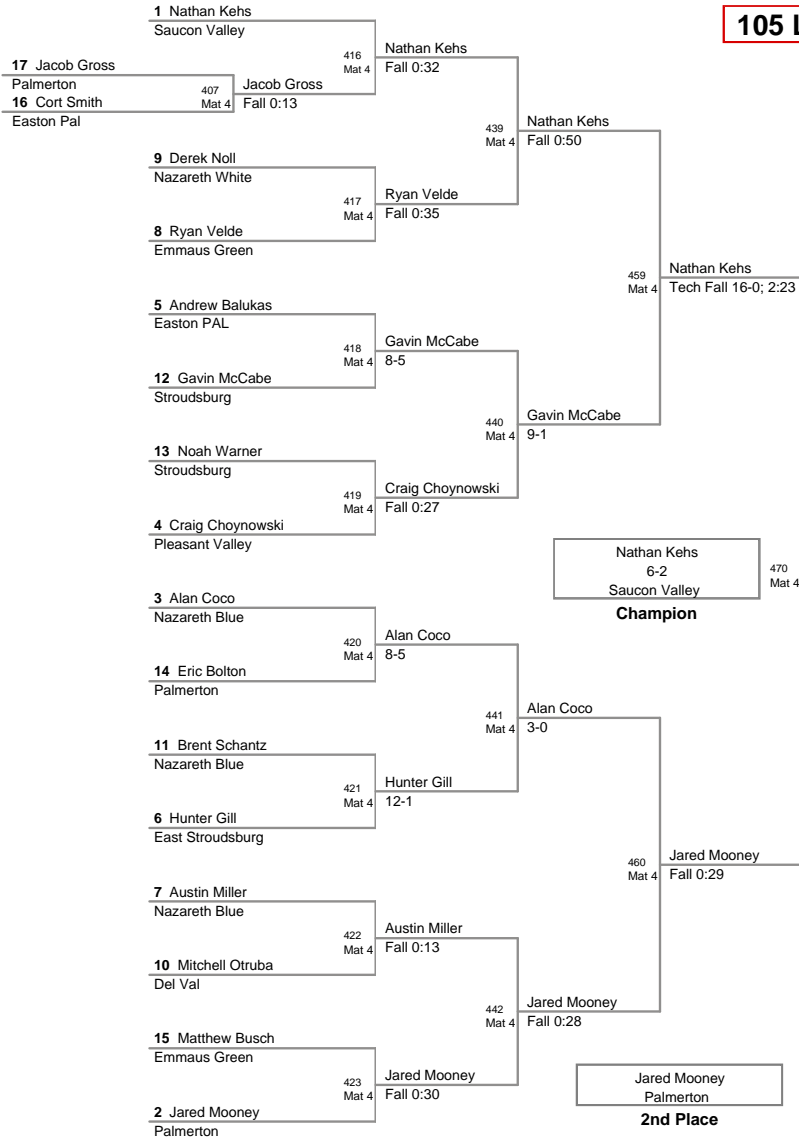 105 L
1 Nathan Kehs
Saucon Valley
17 Jacob Gross
Palmerton
16 Cort Smith
Easton Pal
407
Mat 4
Jacob Gross
Fall 0:13
416
Mat 4
Nathan Kehs
Fall 0:32
9 Derek Noll
Nazareth White
8 Ryan Velde
Emmaus Green
417
Mat 4
Ryan Velde
Fall 0:35
439
Mat 4
Nathan Kehs
Fall 0:50
5 Andrew Balukas
Easton PAL
12 Gavin McCabe
Stroudsburg
418
Mat 4
Gavin McCabe
8-5
13 Noah Warner
Stroudsburg
4 Craig Choynowski
Pleasant Valley
419
Mat 4
Craig Choynowski
Fall 0:27
440
Mat 4
Gavin McCabe
9-1
459
Mat 4
Nathan Kehs
Tech Fall 16-0; 2:23
Nathan Kehs
6-2
Saucon Valley
Champion
470
Mat 4
3 Alan Coco
Nazareth Blue
14 Eric Bolton
Palmerton
420
Mat 4
Alan Coco
8-5
11 Brent Schantz
Nazareth Blue
6 Hunter Gill
East Stroudsburg
421
Mat 4
Hunter Gill
12-1
441
Mat 4
Alan Coco
3-0
7 Austin Miller
Nazareth Blue
10 Mitchell Otruba
Del Val
422
Mat 4
Austin Miller
Fall 0:13
15 Matthew Busch
Emmaus Green
2 Jared Mooney
Palmerton
423
Mat 4
Jared Mooney
Fall 0:30
442
Mat 4
Jared Mooney
Fall 0:28
460
Mat 4
Jared Mooney
Fall 0:29
Jared Mooney
Palmerton
2nd Place